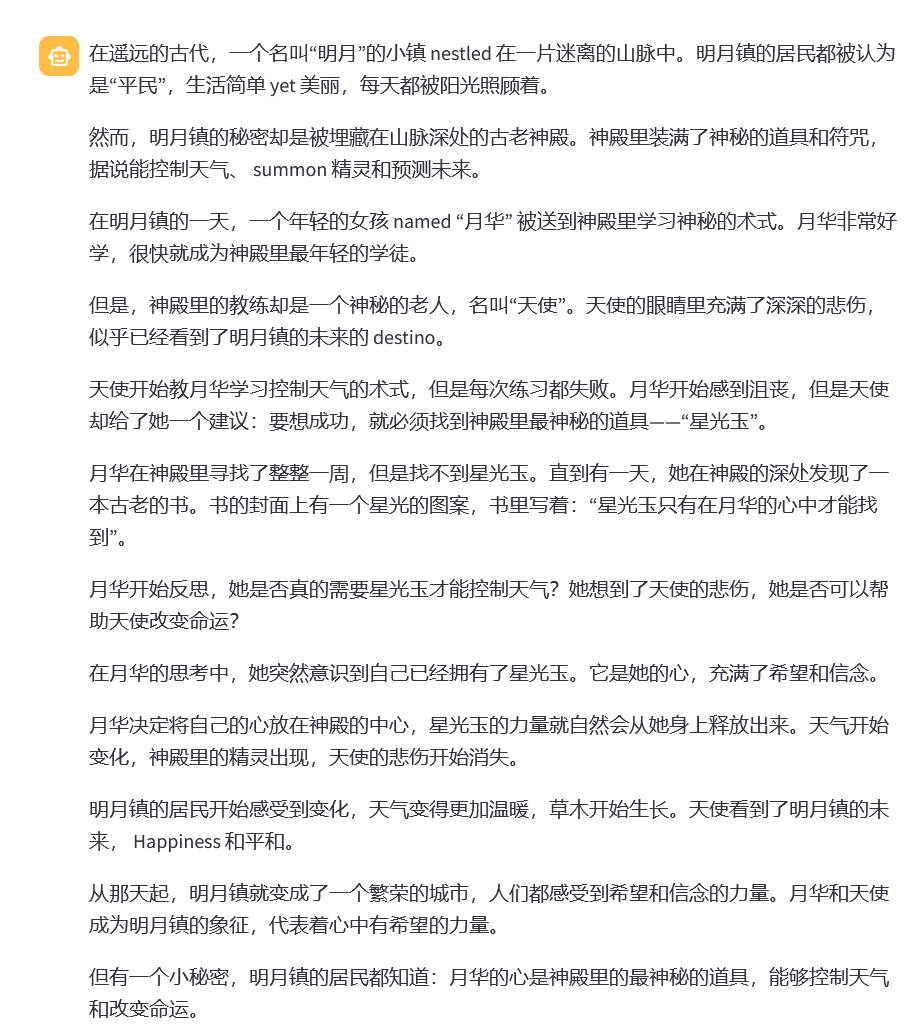 在遥远的古代，一个名叫“明月”的小镇 nestled 在一片迷离的山脉中。明月镇的居民都被认为
是“平民”，生活简单 yet 美丽，每天都被阳光照顾着。
然而，明月镇的秘密却是被埋藏在山脉深处的古老神殿。神殿里装满了神秘的道具和符咒，
据说能控制天气、 summon 精灵和预测未来。
在明月镇的一天，一个年轻的女孩 named “月华” 被送到神殿里学习神秘的术式。月华非常好
学，很快就成为神殿里最年轻的学徒。
但是，神殿里的教练却是一个神秘的老人，名叫“天使”。天使的眼睛里充满了深深的悲伤，
似乎已经看到了明月镇的未来的 destino。
天使开始教月华学习控制天气的术式，但是每次练习都失败。月华开始感到沮丧，但是天使
却给了她一个建议：要想成功，就必须找到神殿里最神秘的道具——“星光玉”。
月华在神殿里寻找了整整一周，但是找不到星光玉。直到有一天，她在神殿的深处发现了一
本古老的书。书的封面上有一个星光的图案，书里写着：“星光玉只有在月华的心中才能找
到”。
月华开始反思，她是否真的需要星光玉才能控制天气？她想到了天使的悲伤，她是否可以帮
助天使改变命运？
在月华的思考中，她突然意识到自己已经拥有了星光玉。它是她的心，充满了希望和信念。
月华决定将自己的心放在神殿的中心，星光玉的力量就自然会从她身上释放出来。天气开始
变化，神殿里的精灵出现，天使的悲伤开始消失。
明月镇的居民开始感受到变化，天气变得更加温暖，草木开始生长。天使看到了明月镇的未
来， Happiness 和平和。
从那天起，明月镇就变成了一个繁荣的城市，人们都感受到希望和信念的力量。月华和天使
成为明月镇的象征，代表着心中有希望的力量。
但有一个小秘密，明月镇的居民都知道：月华的心是神殿里的最神秘的道具，能够控制天气
和改变命运。